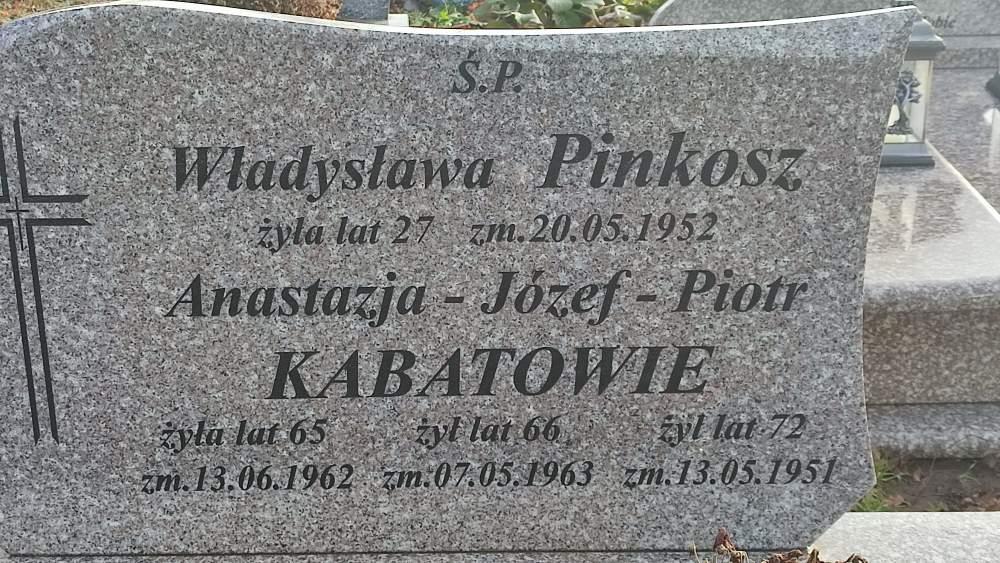 Ś.P.
Władysława Pinkosz
żyła lat 27 zm.20.05.1952
Anastazja - Józef - Piotr
KABATOWIE
żyła lat 65 żył lat 66 żył lat 72
zm.13.06.1962 zm.07.05.1963 zm.13.05.1951